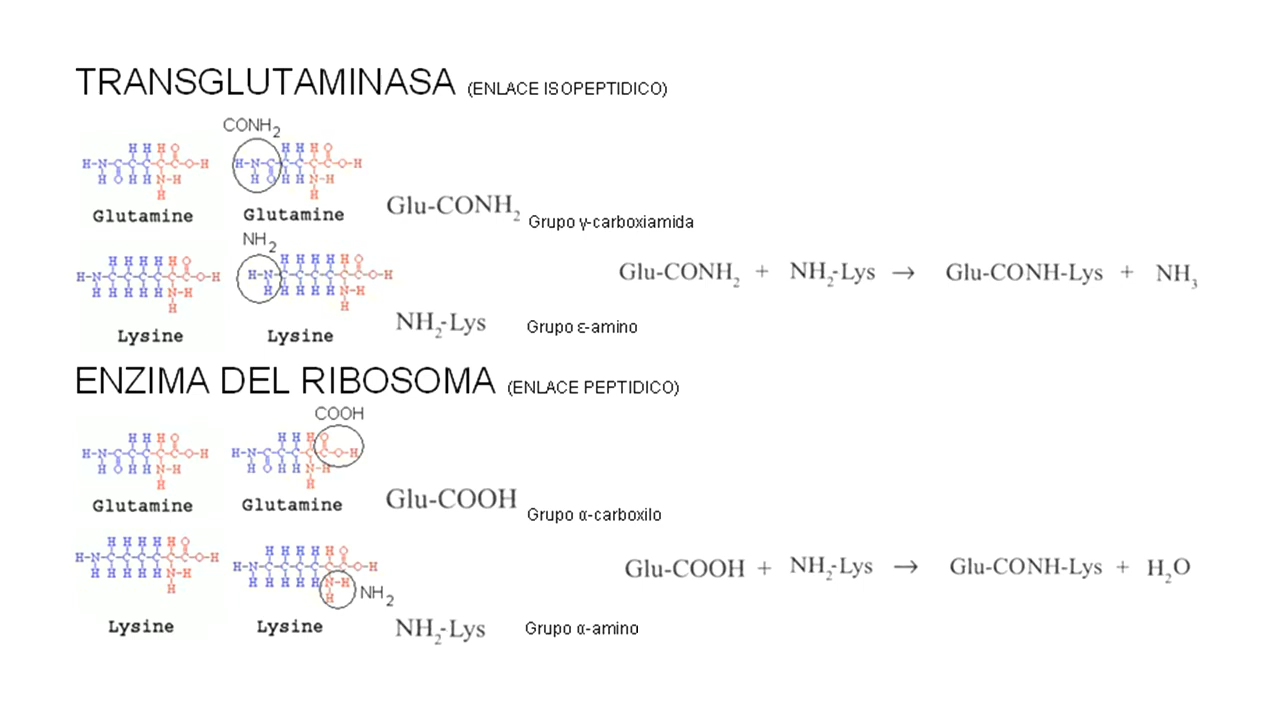 TRANSGLUTAMINASA (ENLACE ISOPEPTIDICO)
CONH₂
Glutamine
Glutamine
Glu-CONH₂ Grupo γ-carboxiamida
NH₂
Lysine
Lysine
NH₂-Lys Grupo ε-amino
Glu-CONH₂ + NH₂-Lys → Glu-CONH-Lys + NH₃
ENZIMA DEL RIBOSOMA (ENLACE PEPTIDICO)
COOH
Glutamine
Glutamine
Glu-COOH Grupo α-carboxilo
NH₂
Lysine
Lysine
NH₂-Lys Grupo α-amino
Glu-COOH + NH₂-Lys → Glu-CONH-Lys + H₂O